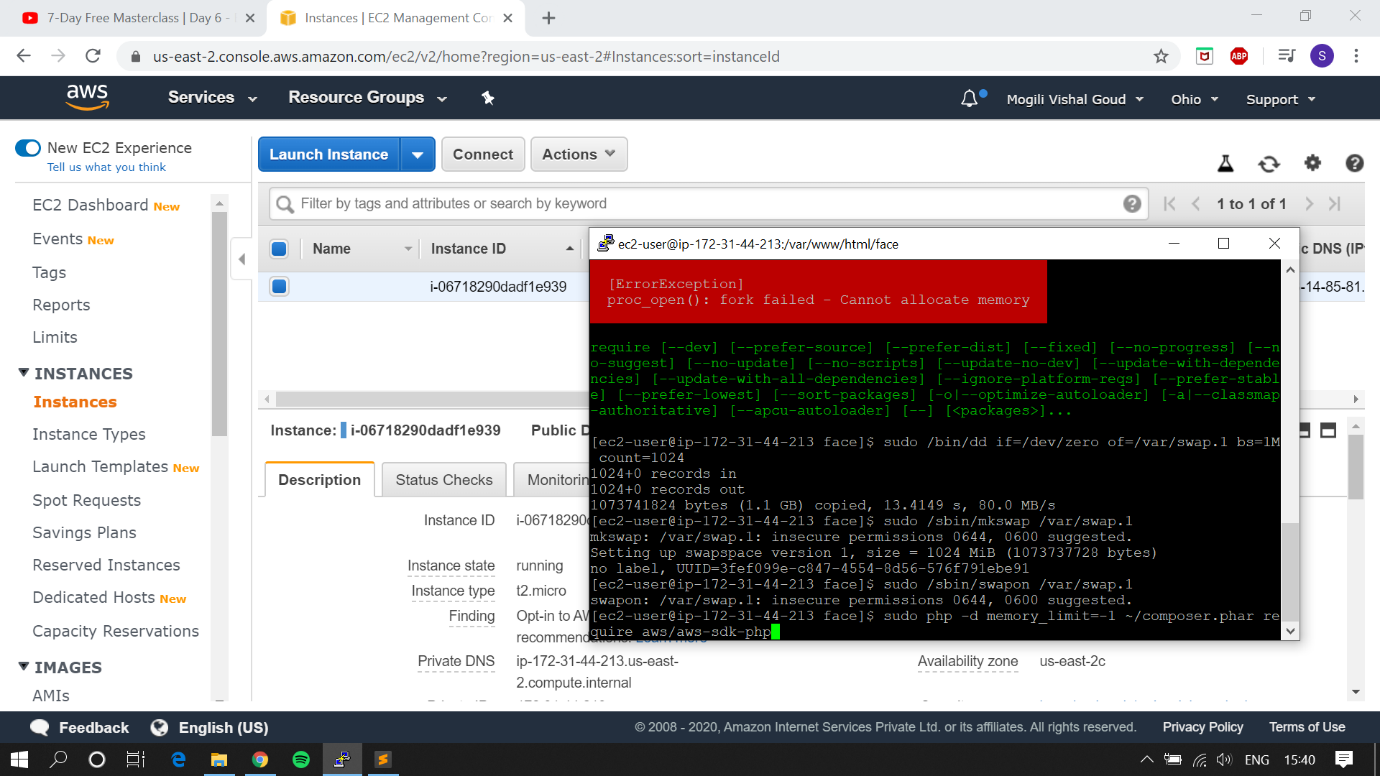 7-Day Free Masterclass | Day 6 -
Instances | EC2 Management Con
us-east-2.console.aws.amazon.com/ec2/v2/home?region=us-east-2#Instances:sort=instanceId
ABP
S
aws
Services
Resource Groups
Mogili Vishal Goud
Ohio
Support
New EC2 Experience
Tell us what you think
Launch Instance
Connect
Actions
EC2 Dashboard New
Events New
Tags
Reports
Limits
INSTANCES
Instances
Instance Types
Launch Templates New
Spot Requests
Savings Plans
Reserved Instances
Dedicated Hosts New
Capacity Reservations
IMAGES
AMIs
Filter by tags and attributes or search by keyword
1 to 1 of 1
Name
Instance ID
c DNS (IP
i-06718290dadf1e939
-14-85-81.
Instance: i-06718290dadf1e939
Public D
Description
Status Checks
Monitorin
Instance ID
i-06718290
Instance state
running
Instance type
t2.micro
Finding
Opt-in to AW
recommendations. Learn more
Private DNS
ip-172-31-44-213.us-east-
2.compute.internal
Availability zone
us-east-2c
ec2-user@ip-172-31-44-213:/var/www/html/face
[ErrorException]
proc_open(): fork failed - Cannot allocate memory
require [--dev] [--prefer-source] [--prefer-dist] [--fixed] [--no-progress] [--n
o-suggest] [--no-update] [--no-scripts] [--update-no-dev] [--update-with-depende
ncies] [--update-with-all-dependencies] [--ignore-platform-reqs] [--prefer-stabl
e] [--prefer-lowest] [--sort-packages] [-o|--optimize-autoloader] [-a|--classmap
-authoritative] [--apcu-autoloader] [--] [<packages>]...
[ec2-user@ip-172-31-44-213 face]$ sudo /bin/dd if=/dev/zero of=/var/swap.1 bs=1M
count=1024
1024+0 records in
1024+0 records out
1073741824 bytes (1.1 GB) copied, 13.4149 s, 80.0 MB/s
[ec2-user@ip-172-31-44-213 face]$ sudo /sbin/mkswap /var/swap.1
mkswap: /var/swap.1: insecure permissions 0644, 0600 suggested.
Setting up swapspace version 1, size = 1024 MiB (1073737728 bytes)
no label, UUID=3fef099e-c847-4554-8d56-576f791ebe91
[ec2-user@ip-172-31-44-213 face]$ sudo /sbin/swapon /var/swap.1
swapon: /var/swap.1: insecure permissions 0644, 0600 suggested.
[ec2-user@ip-172-31-44-213 face]$ sudo php -d memory_limit=-1 ~/composer.phar re
quire aws/aws-sdk-php
Feedback
English (US)
© 2008 - 2020, Amazon Internet Services Private Ltd. or its affiliates. All rights reserved.
Privacy Policy
Terms of Use
ENG
15:40